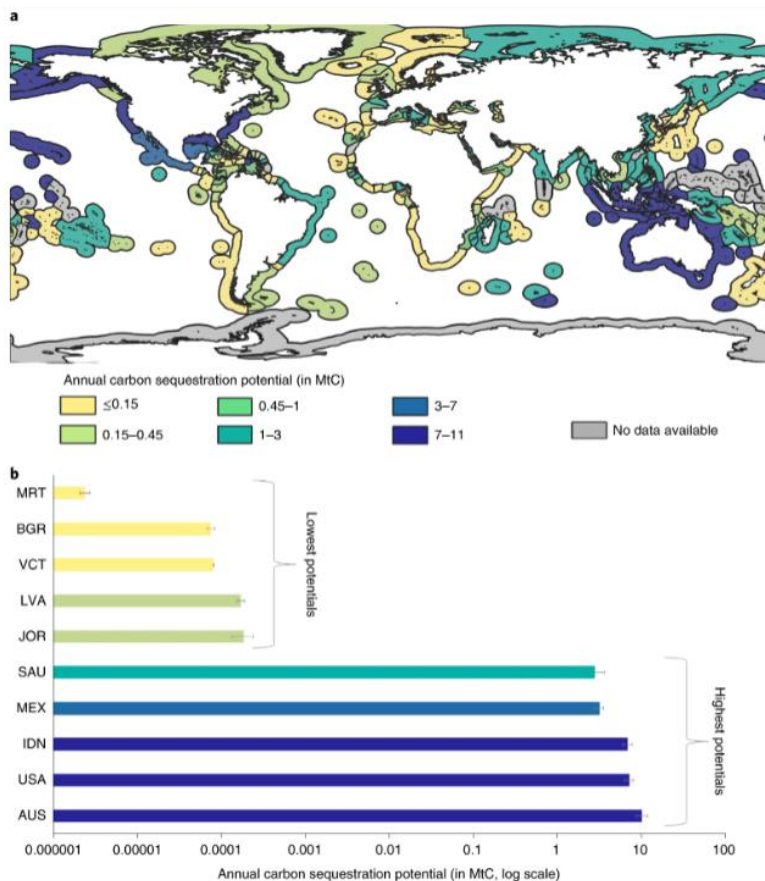 a
Annual carbon sequestration potential (in MtC)
≤0.15 0.45–1 3–7 No data available
0.15–0.45 1–3 7–11
b
MRT
BGR
VCT
LVA
JOR
Lowest potentials
SAU
MEX
IDN
USA
AUS
Highest potentials
0.000001 0.00001 0.0001 0.001 0.01 0.1 1 10 100
Annual carbon sequestration potential (in MtC, log scale)